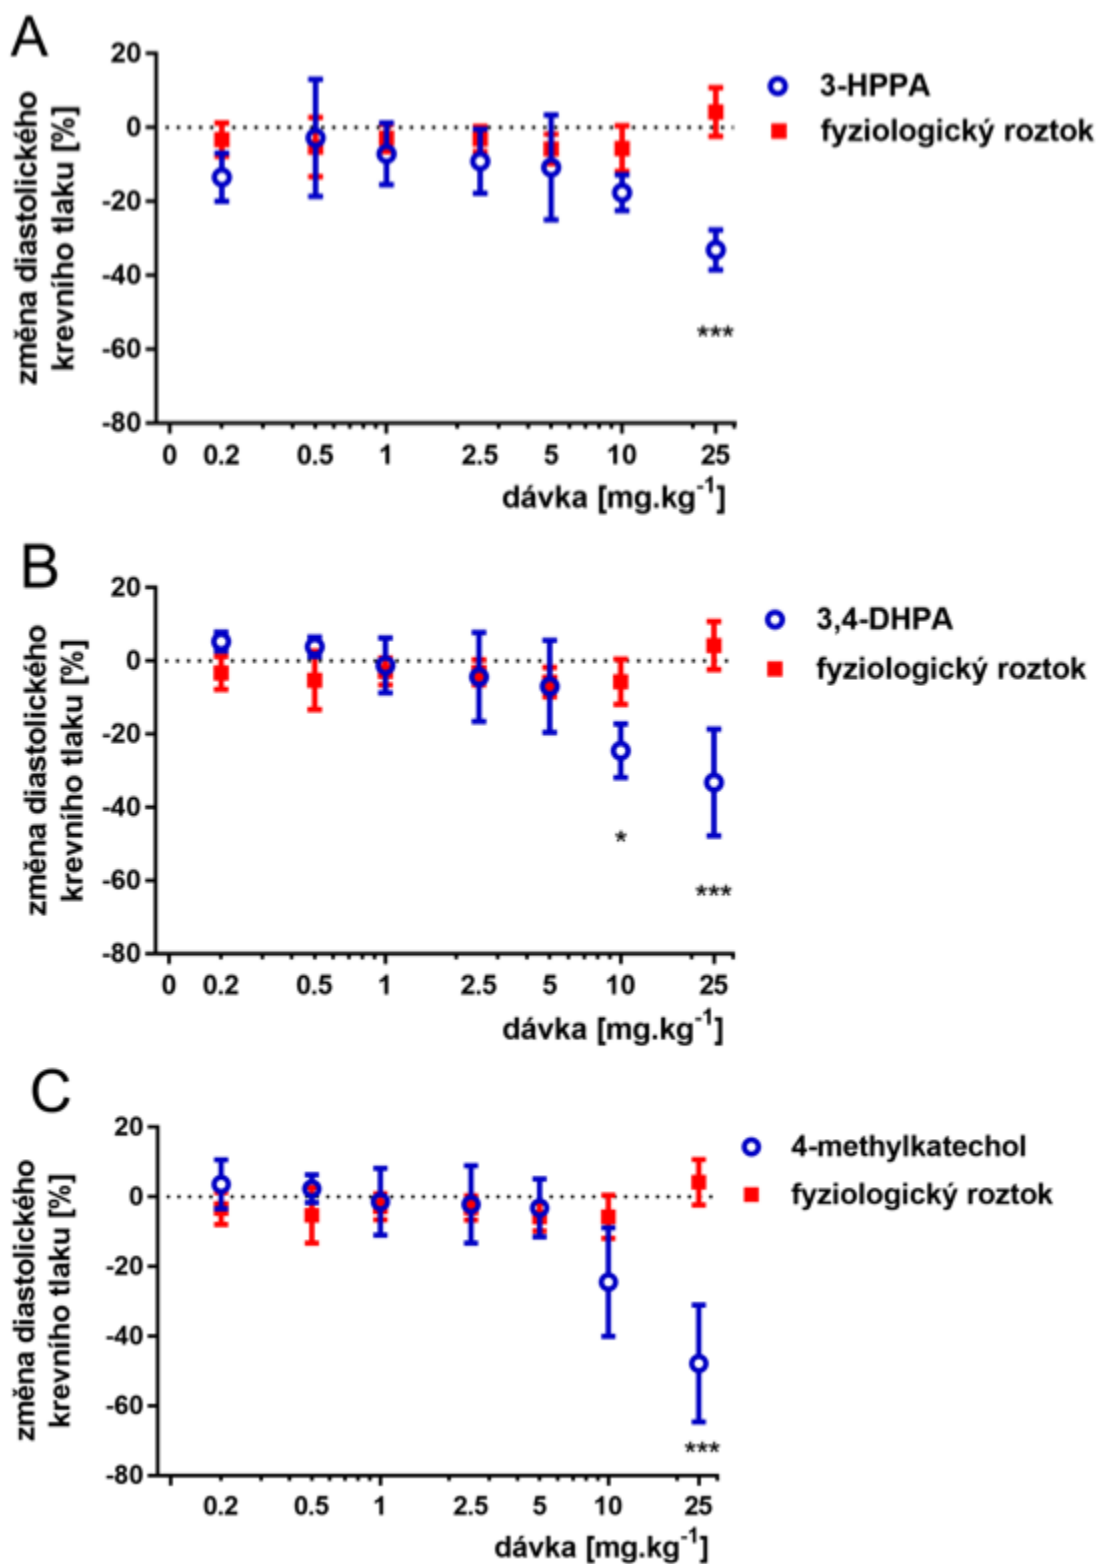 A
20
0
-20
-40
-60
-80
změna diastolického
krevního tlaku [%]
3-HPPA
fyziologický roztok
***
0 0.2 0.5 1 2.5 5 10 25
dávka [mg.kg-1]
B
20
0
-20
-40
-60
-80
změna diastolického
krevního tlaku [%]
3,4-DHPA
fyziologický roztok
*
***
0 0.2 0.5 1 2.5 5 10 25
dávka [mg.kg-1]
C
20
0
-20
-40
-60
-80
změna diastolického
krevního tlaku [%]
4-methylkatechol
fyziologický roztok
***
0.2 0.5 1 2.5 5 10 25
dávka [mg.kg-1]